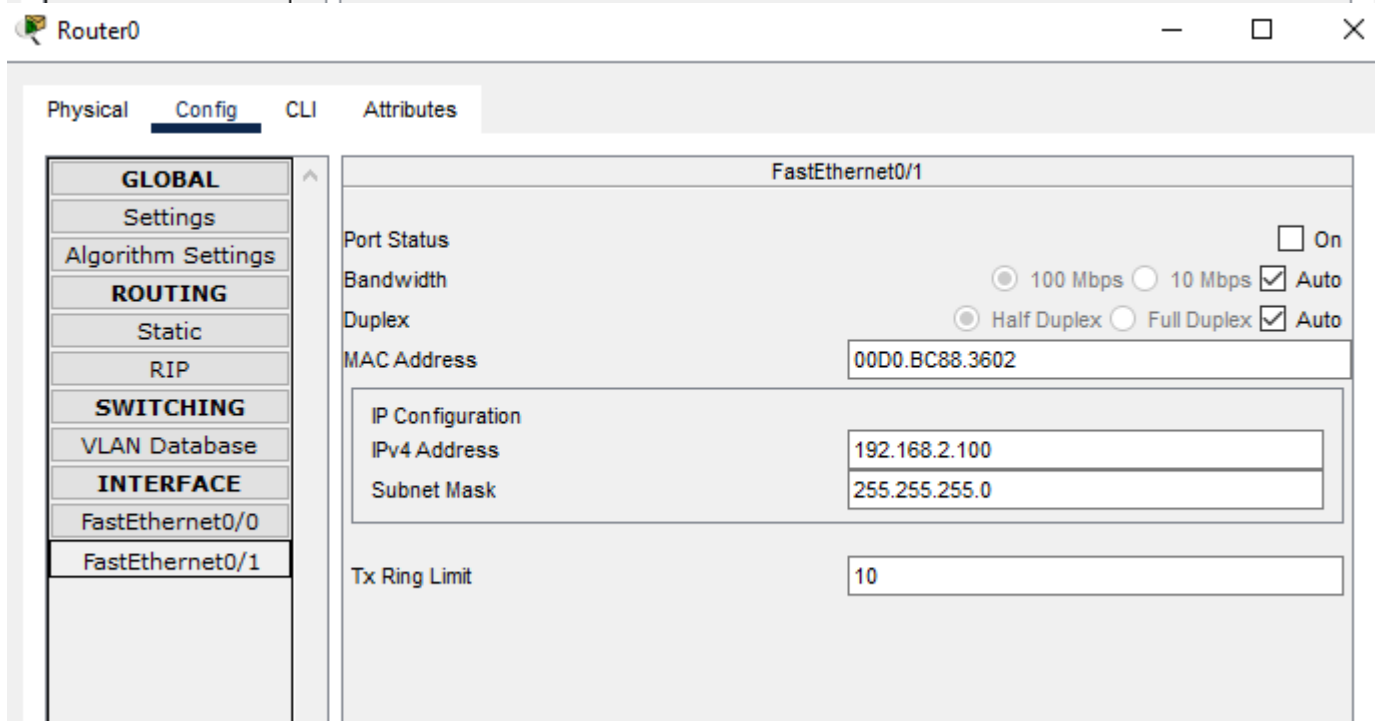 Router0
Physical Config CLI Attributes
GLOBAL
Settings
Algorithm Settings
ROUTING
Static
RIP
SWITCHING
VLAN Database
INTERFACE
FastEthernet0/0
FastEthernet0/1
FastEthernet0/1
Port Status On
Bandwidth 100 Mbps 10 Mbps Auto
Duplex Half Duplex Full Duplex Auto
MAC Address 00D0.BC88.3602
IP Configuration
IPv4 Address 192.168.2.100
Subnet Mask 255.255.255.0
Tx Ring Limit 10